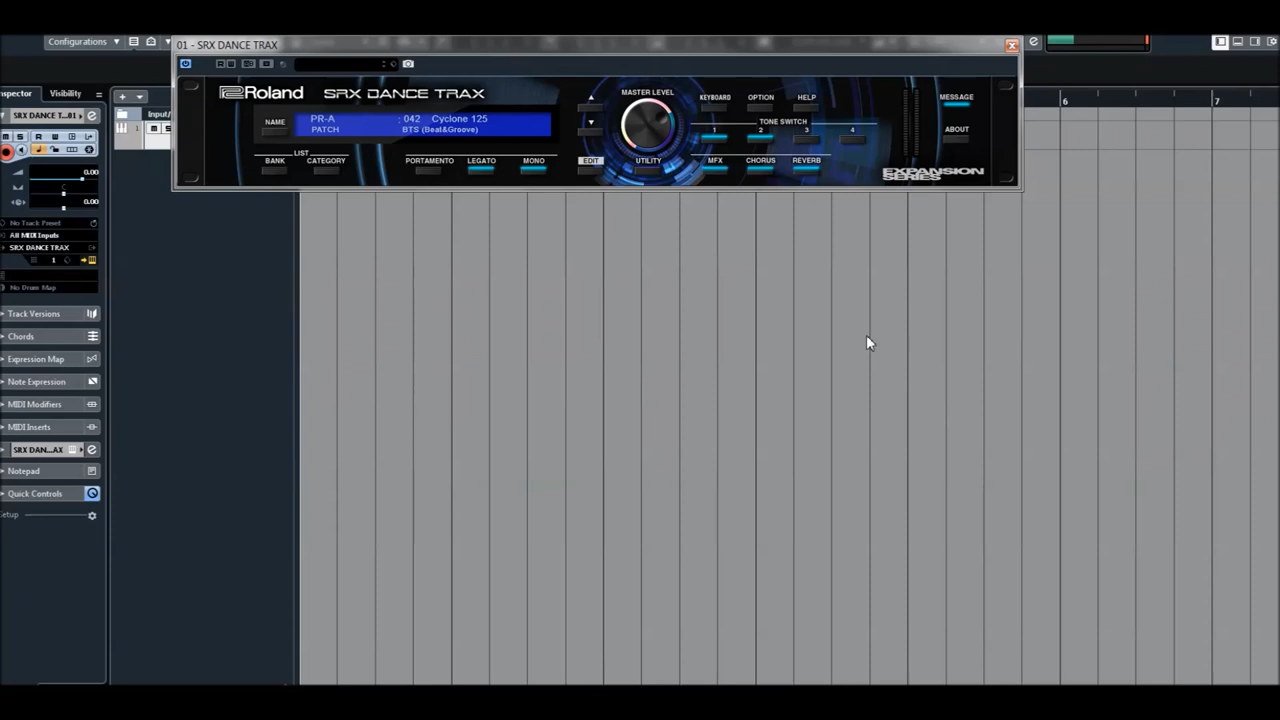 Configurations
01 - SRX DANCE TRAX
Inspector
Visibility
Input/
6
7
SRX DANCE T...01
0.00
C
0.00
No Track Preset
All MIDI Inputs
SRX DANCE TRAX
1
No Drum Map
Track Versions
Chords
Expression Map
Note Expression
MIDI Modifiers
MIDI Inserts
SRX DAN...AX
Notepad
Quick Controls
Setup
Roland
SRX DANCE TRAX
NAME
PR-A : 042 Cyclone 125
PATCH BTS (Beat&Groove)
LIST
BANK
CATEGORY
PORTAMENTO
LEGATO
MONO
EDIT
MASTER LEVEL
UTILITY
KEYBOARD
OPTION
HELP
TONE SWITCH
1
2
3
4
MFX
CHORUS
REVERB
MESSAGE
ABOUT
EXPANSION
SERIES